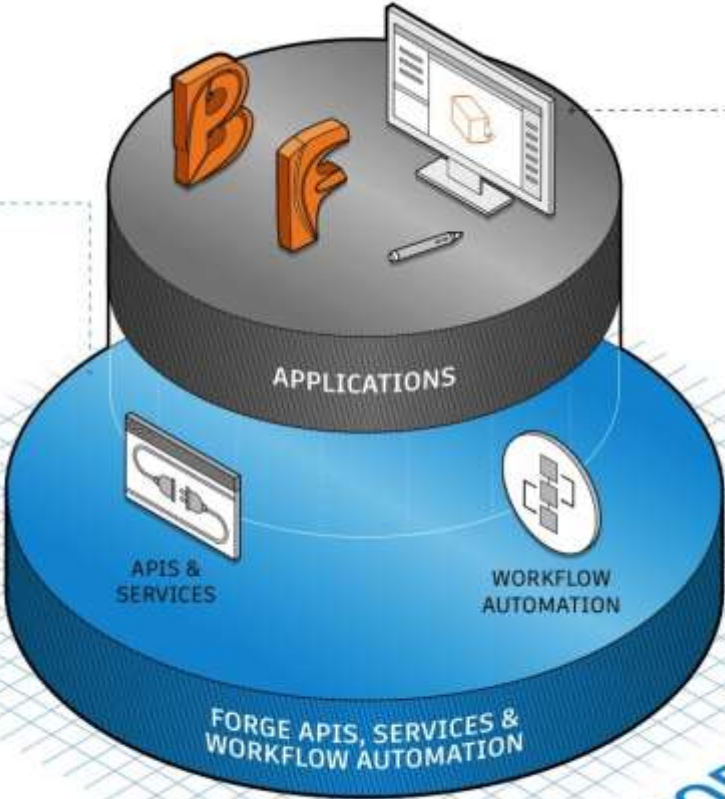 B
F
APPLICATIONS
APIS &
SERVICES
WORKFLOW
AUTOMATION
FORGE APIS, SERVICES &
WORKFLOW AUTOMATION